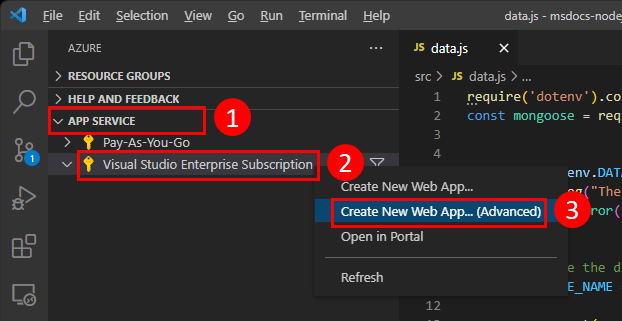 File Edit Selection View Go Run Terminal Help data.js - msdocs-node
AZURE ...
RESOURCE GROUPS
HELP AND FEEDBACK
APP SERVICE
1
Pay-As-You-Go
Visual Studio Enterprise Subscription
2
Create New Web App...
Create New Web App... (Advanced)
3
Open in Portal
Refresh
1
JS data.js
src > JS data.js > ...
1 require('dotenv').co
2 const mongoose = req
3
env.DATA
g("The
rror(
e the d
E_NAME
12